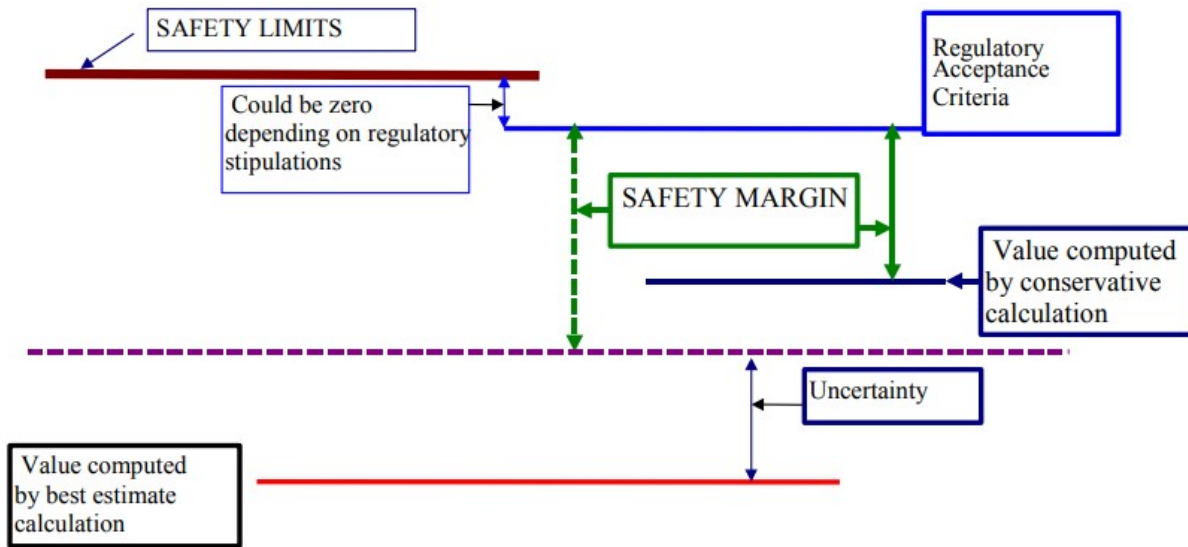 SAFETY LIMITS
Regulatory
Acceptance
Criteria
Could be zero
depending on regulatory
stipulations
SAFETY MARGIN
Value computed
by conservative
calculation
Uncertainty
Value computed
by best estimate
calculation